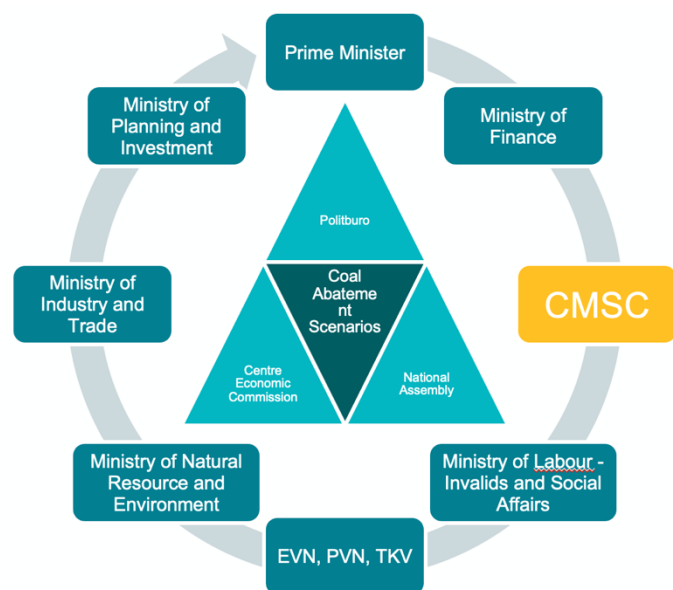 Prime Minister
Ministry of
Planning and
Investment
Ministry of
Finance
Politburo
Ministry of
Industry and
Trade
Coal
Abateme
nt
Scenarios
CMSC
Centre
Economic
Commission
National
Assembly
Ministry of Natural
Resource and
Environment
Ministry of Labour -
Invalids and Social
Affairs
EVN, PVN, TKV